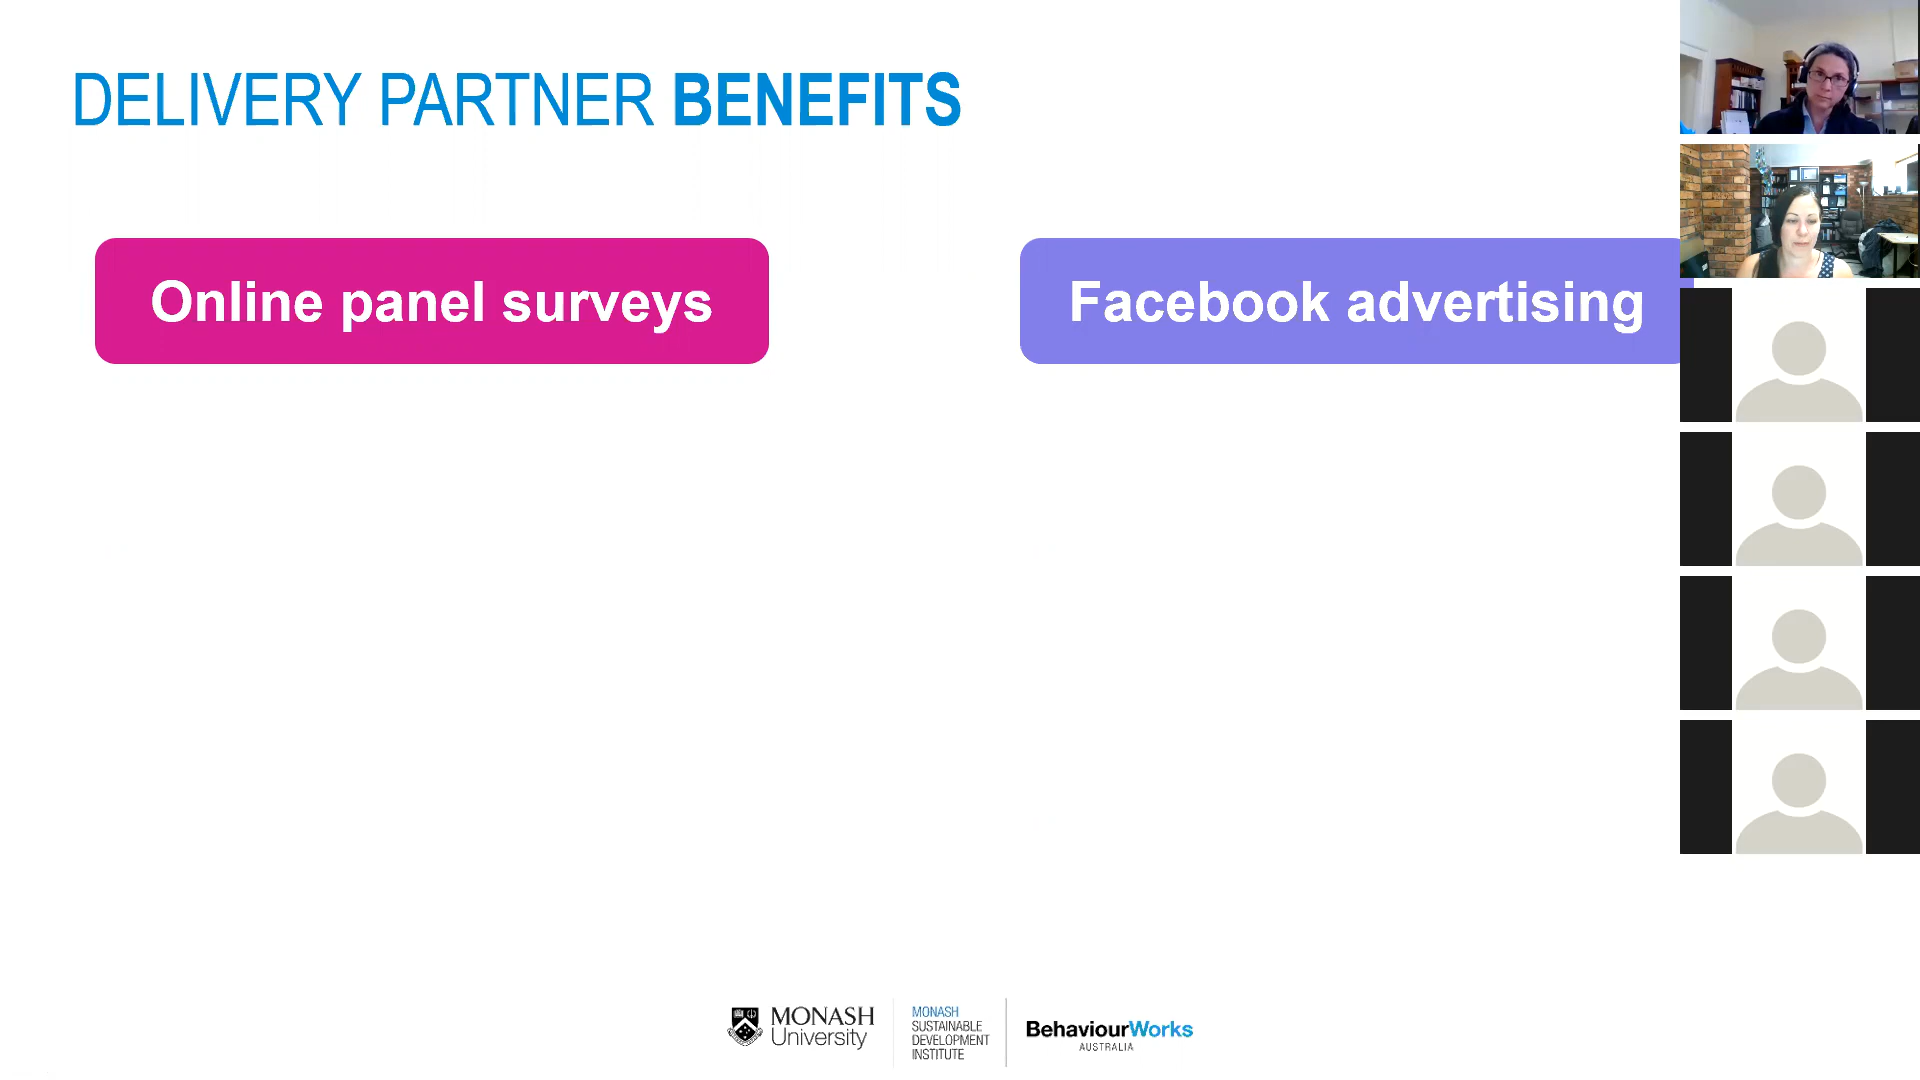 DELIVERY PARTNER BENEFITS
Online panel surveys
Facebook advertising
MONASH University
MONASH
SUSTAINABLE
DEVELOPMENT
INSTITUTE
BehaviourWorks
AUSTRALIA